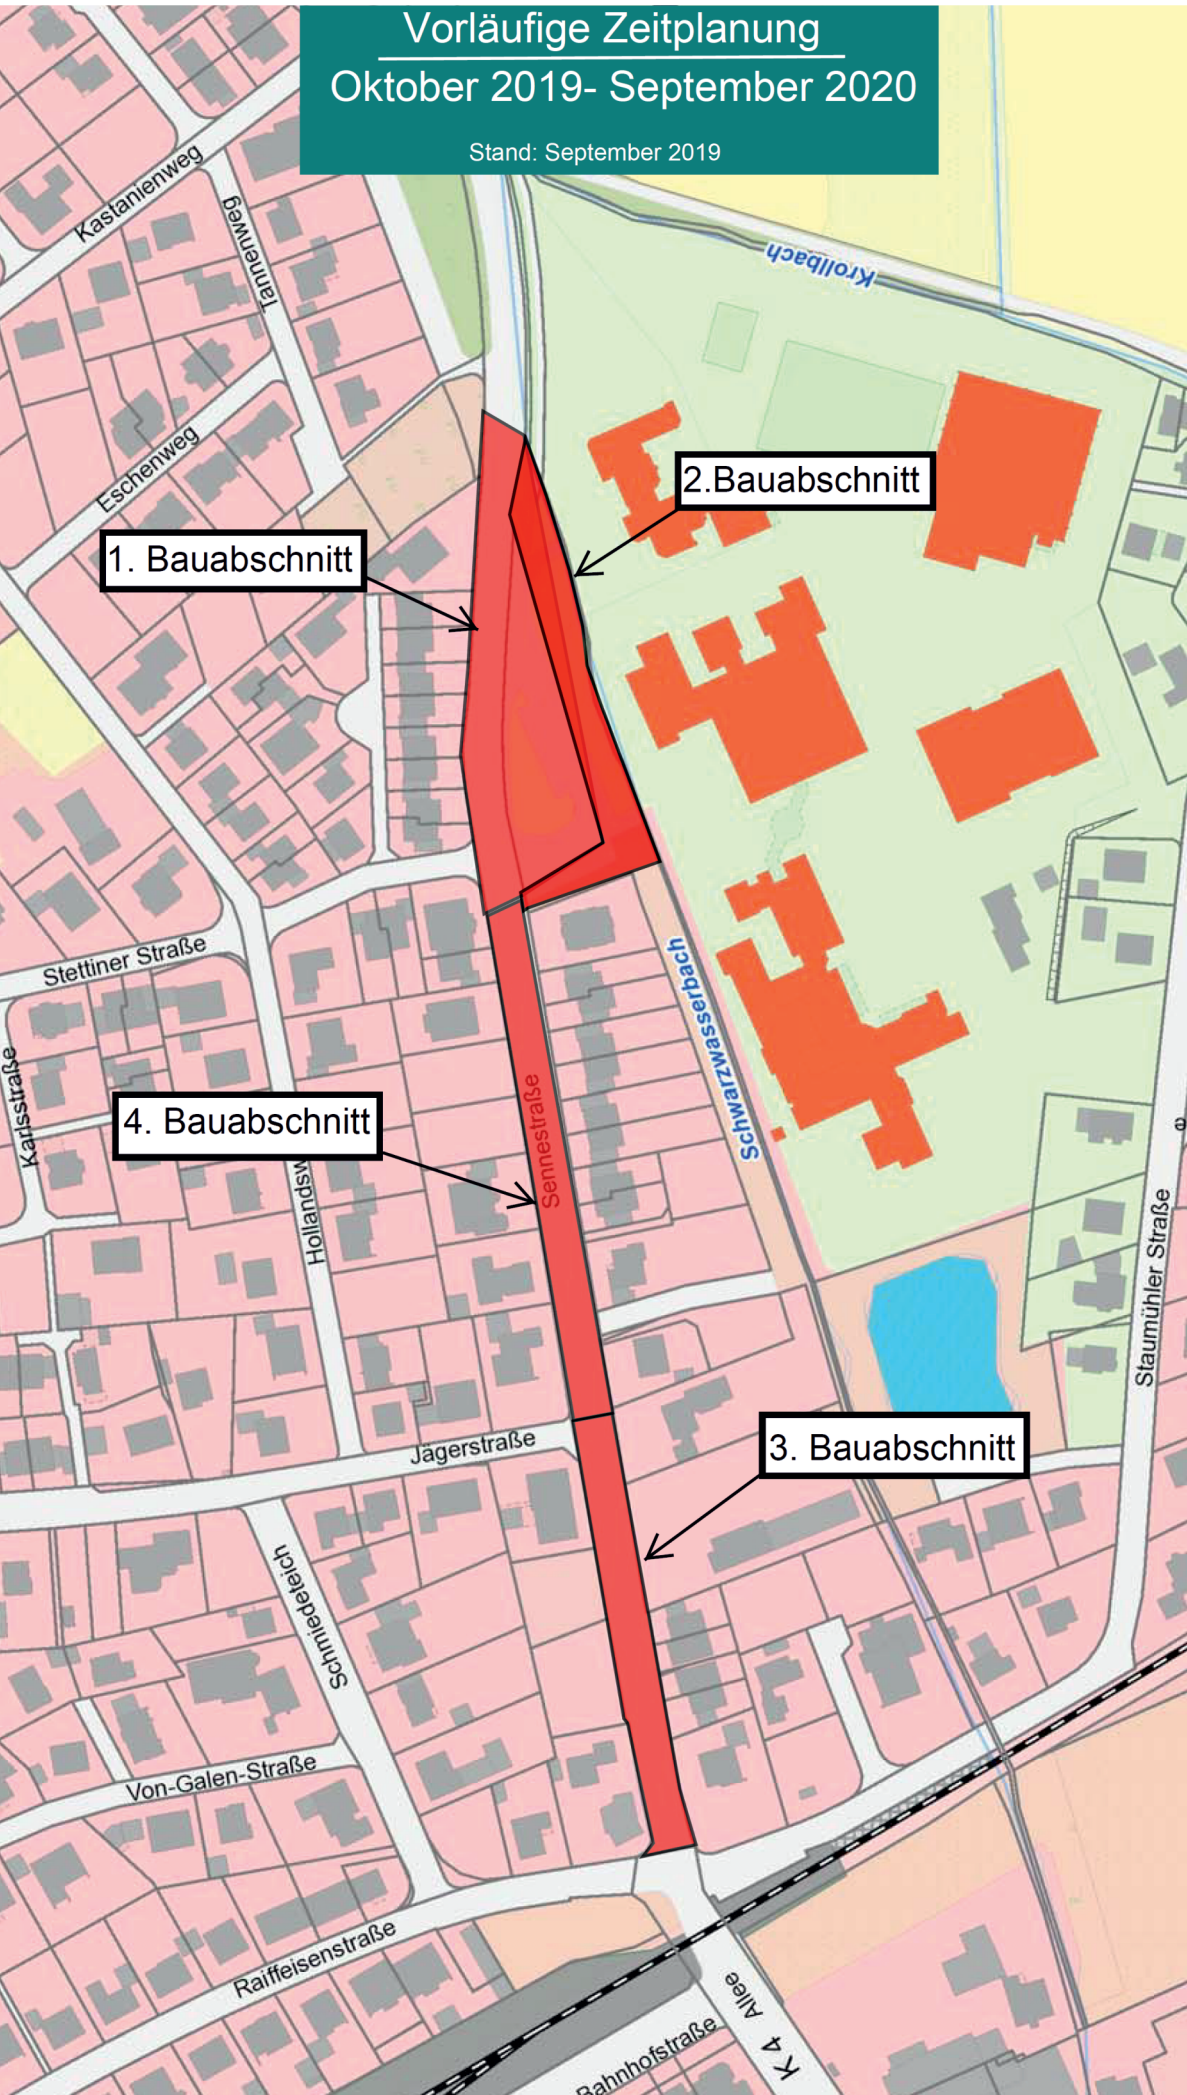 Vorläufige Zeitplanung
Oktober 2019- September 2020
Stand: September 2019
Kastanienweg
Tannenweg
Krollbach
Eschenweg
2.Bauabschnitt
1. Bauabschnitt
Stettiner Straße
Schwarzwasserbach
Karlsstraße
Sennestraße
4. Bauabschnitt
Hollandsw
e
Staumühler Straße
Jägerstraße
3. Bauabschnitt
Schmiedeteich
Von-Galen-Straße
Raiffeisenstraße
Allee
K 4
Bahnhofstraße